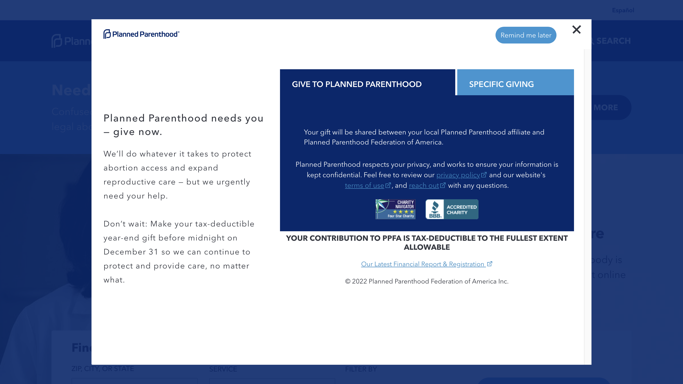 Español
Planned Parenthood®
Remind me later
SEARCH
Need
MORE
Planned Parenthood needs you
– give now.
We'll do whatever it takes to protect
abortion access and expand
reproductive care – but we urgently
need your help.
Don't wait: Make your tax-deductible
year-end gift before midnight on
December 31 so we can continue to
protect and provide care, no matter
what.
GIVE TO PLANNED PARENTHOOD
SPECIFIC GIVING
Your gift will be shared between your local Planned Parenthood affiliate and
Planned Parenthood Federation of America.
Planned Parenthood respects your privacy, and works to ensure your information is
kept confidential. Feel free to review our privacy policy and our website's
terms of use, and reach out with any questions.
CHARITY
NAVIGATOR
Four Star Charity
BBB.
ACCREDITED
CHARITY
YOUR CONTRIBUTION TO PPFA IS TAX-DEDUCTIBLE TO THE FULLEST EXTENT
ALLOWABLE
Our Latest Financial Report & Registration
© 2022 Planned Parenthood Federation of America Inc.
ZIP, CITY, OR STATE
SERVICE
FILTER BY